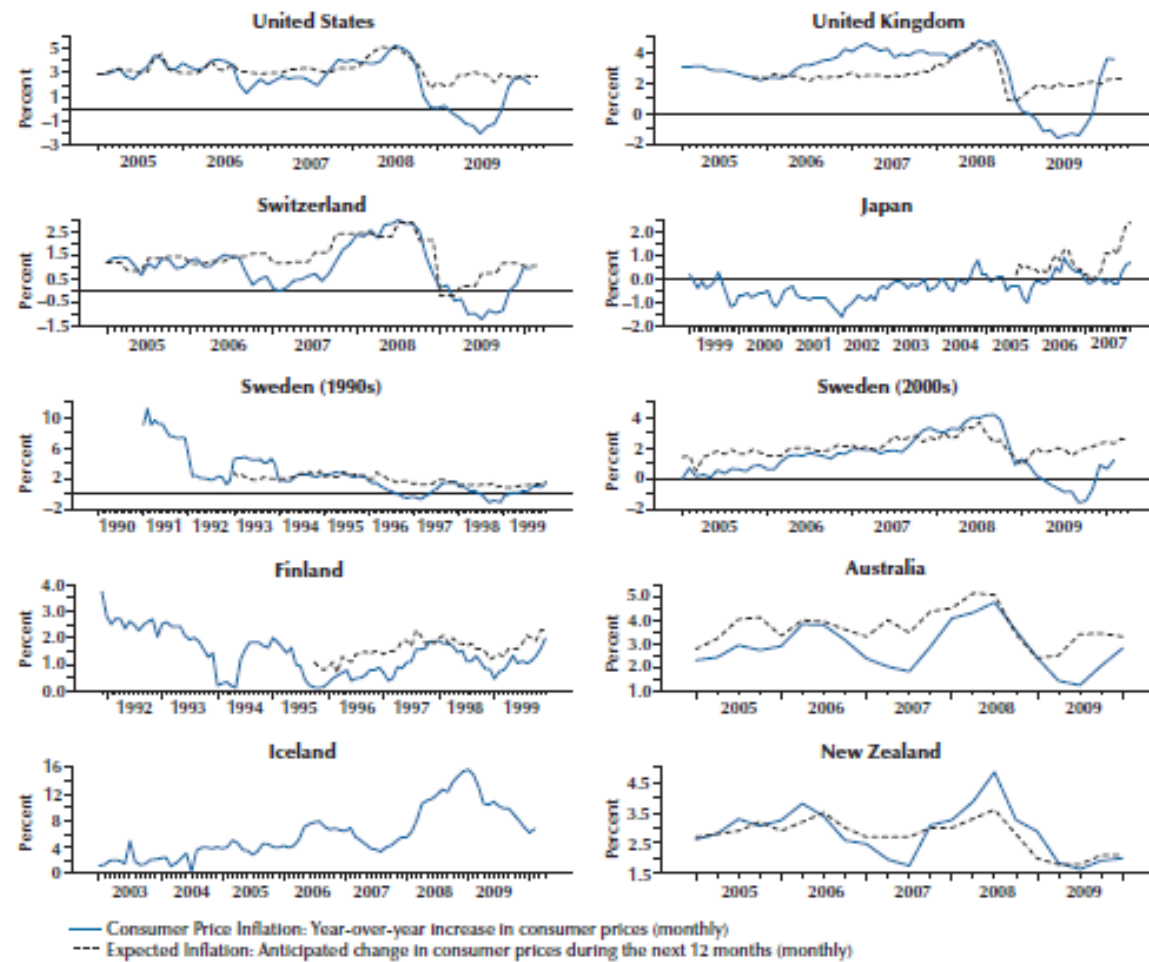 United States
Percent
5
3
1
−1
−3
2005 2006 2007 2008 2009
United Kingdom
Percent
4
2
0
−2
2005 2006 2007 2008 2009
Switzerland
Percent
2.5
1.5
0.5
−0.5
−1.5
2005 2006 2007 2008 2009
Japan
Percent
2.0
1.0
0.0
−1.0
−2.0
1999 2000 2001 2002 2003 2004 2005 2006 2007
Sweden (1990s)
Percent
10
6
2
−2
1990 1991 1992 1993 1994 1995 1996 1997 1998 1999
Sweden (2000s)
Percent
4
2
0
−2
2005 2006 2007 2008 2009
Finland
Percent
4.0
3.0
2.0
1.0
0.0
1992 1993 1994 1995 1996 1997 1998 1999
Australia
Percent
5.0
4.0
3.0
2.0
1.0
2005 2006 2007 2008 2009
Iceland
Percent
16
12
8
4
0
2003 2004 2005 2006 2007 2008 2009
New Zealand
Percent
4.5
3.5
2.5
1.5
2005 2006 2007 2008 2009
Consumer Price Inflation: Year-over-year increase in consumer prices (monthly)
Expected Inflation: Anticipated change in consumer prices during the next 12 months (monthly)